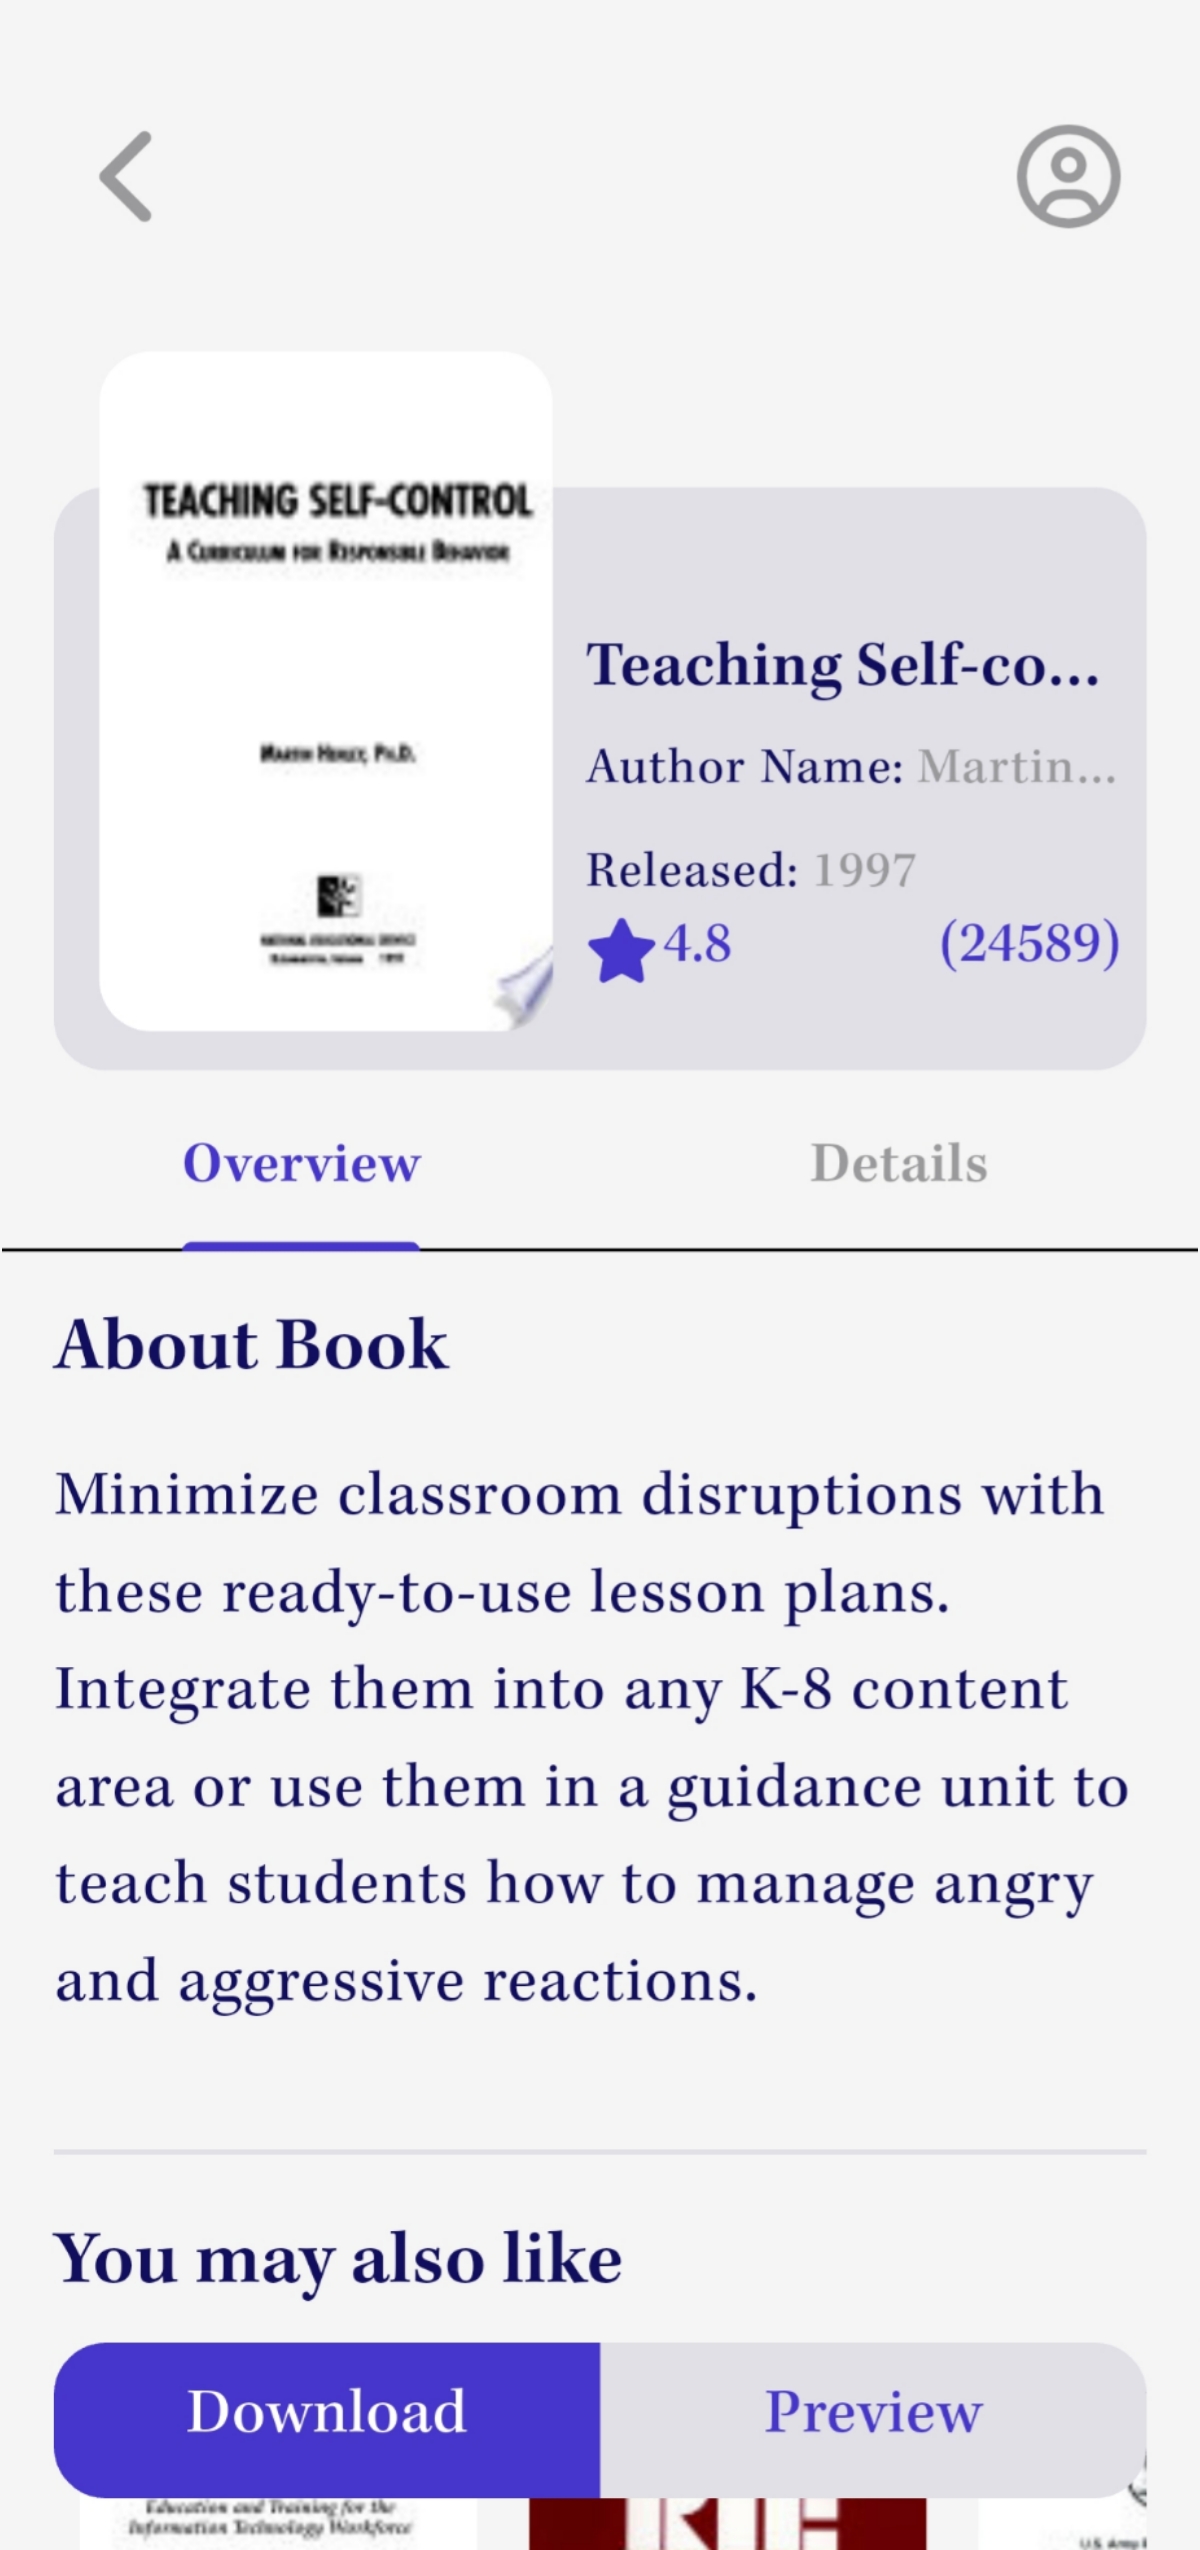 TEACHING SELF-CONTROL
A CURRICULUM FOR RESPONSIBLE BEHAVIOR
MARTIN HENLEY, PH.D.
Teaching Self-co...
Author Name: Martin...
Released: 1997
4.8 (24589)
Overview Details
About Book
Minimize classroom disruptions with
these ready-to-use lesson plans.
Integrate them into any K-8 content
area or use them in a guidance unit to
teach students how to manage angry
and aggressive reactions.
You may also like
Download Preview
Education and Training for the
Information Technology Workforce
U.S. Army